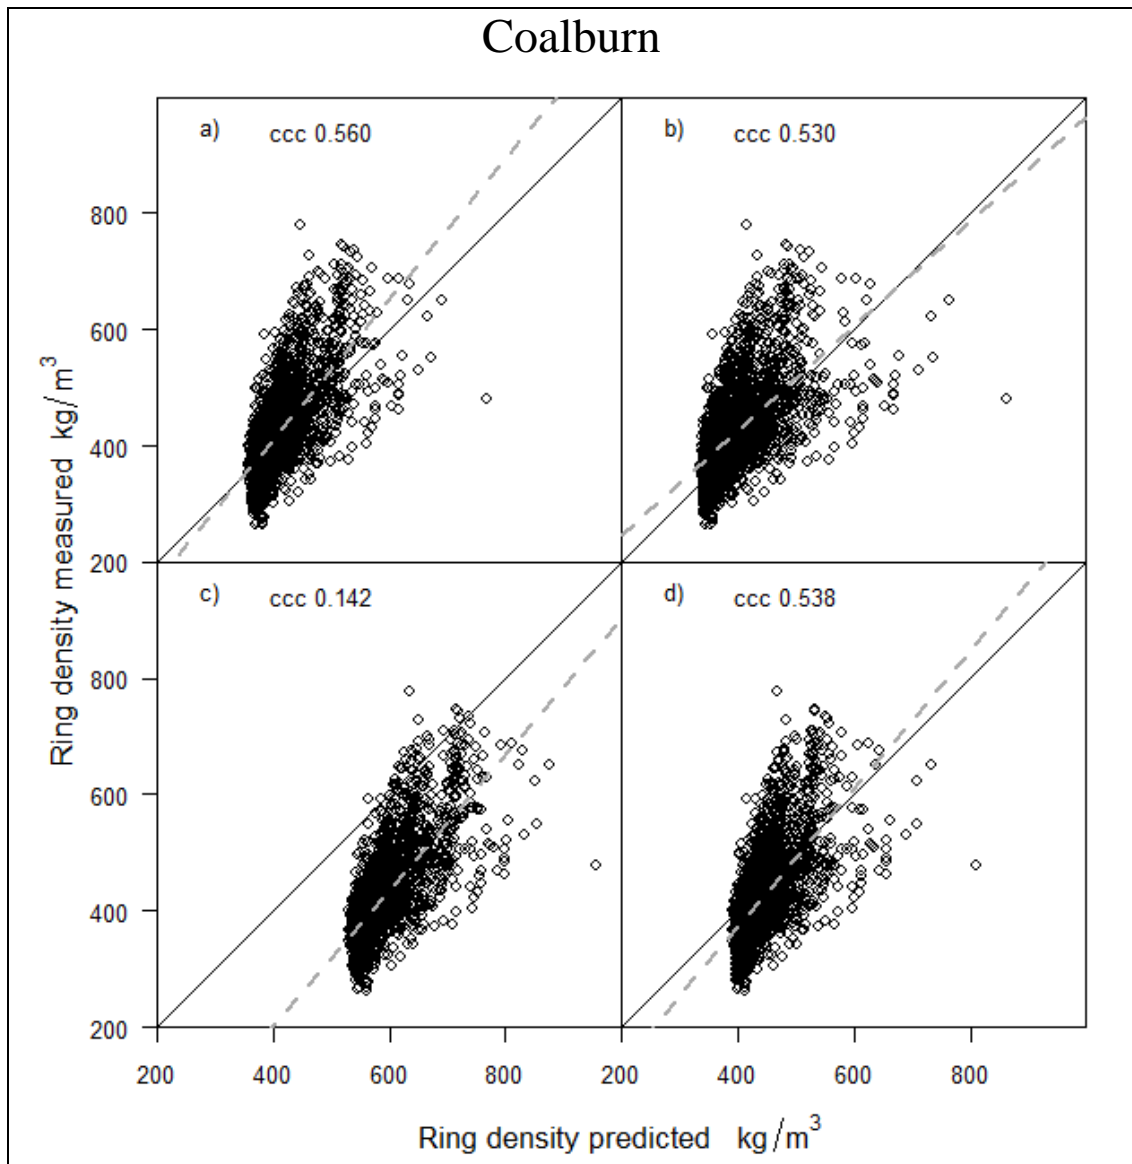 Coalburn
a) ccc 0.560
b) ccc 0.530
800
600
400
200
c) ccc 0.142
d) ccc 0.538
800
600
400
200
Ring density measured kg/m³
200 400 600 800 200 400 600 800
Ring density predicted kg/m³